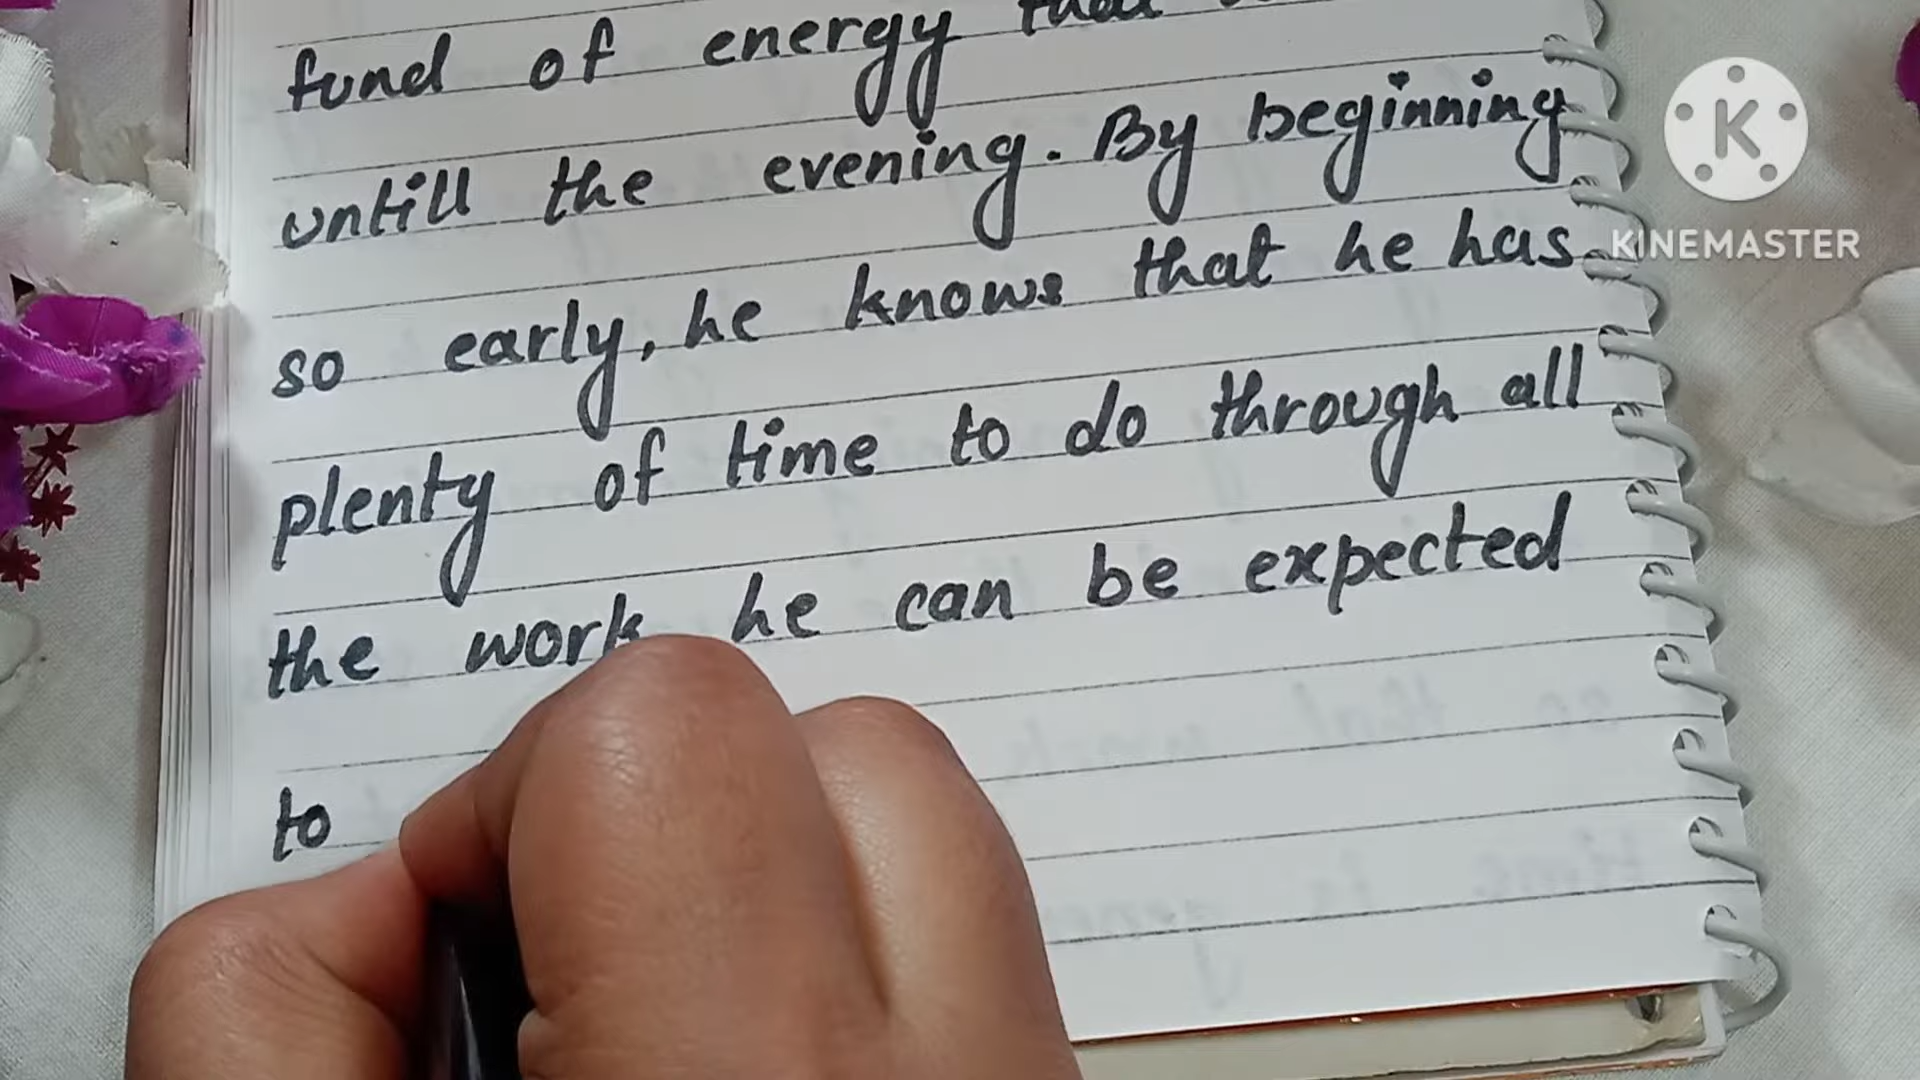 fund of energy that
untill the evening. By beginning
so early, he knows that he has
plenty of time to do through all
the work he can be expected
to
KINEMASTER